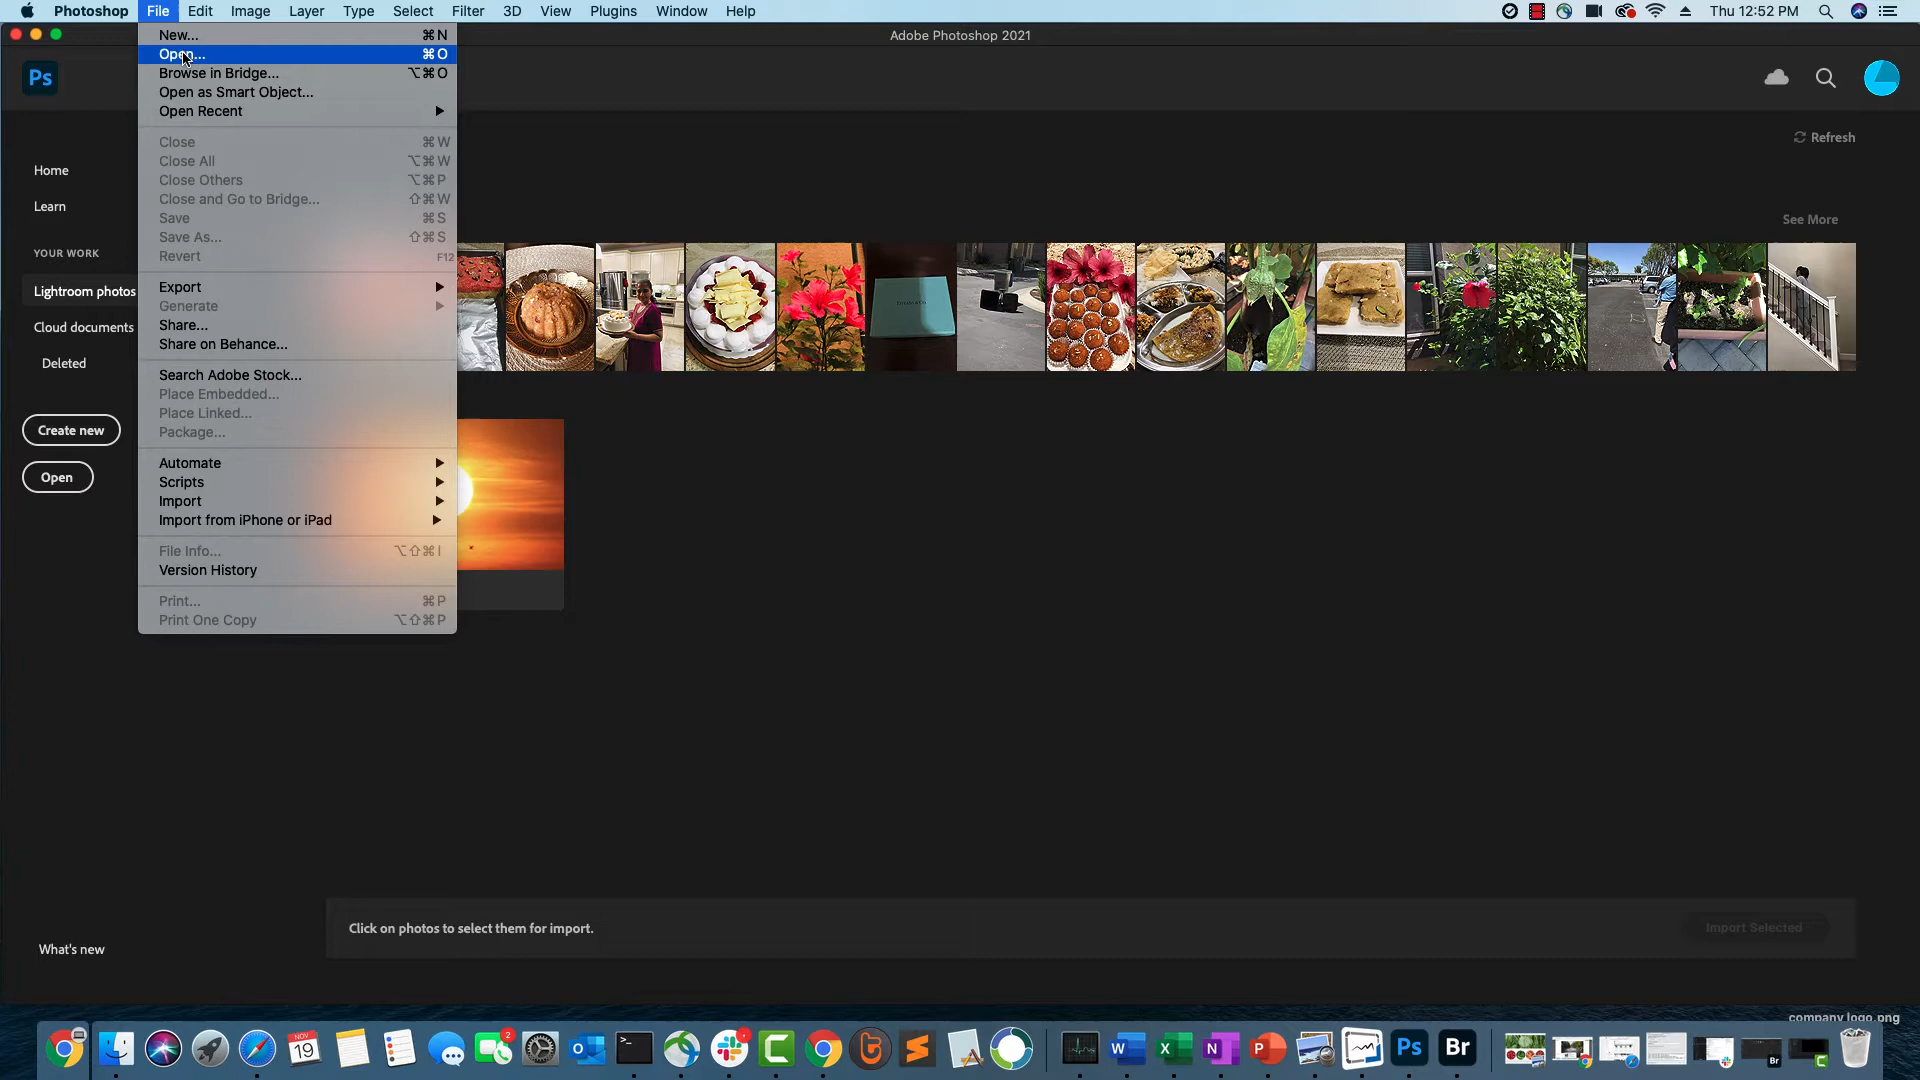 Photoshop File Edit Image Layer Type Select Filter 3D View Plugins Window Help Thu 12:52 PM
Adobe Photoshop 2021
Ps
New... ⌘N
Open... ⌘O
Browse in Bridge... ⌥⌘O
Open as Smart Object...
Open Recent
Close ⌘W
Close All ⌥⌘W
Close Others ⌥⌘P
Close and Go to Bridge... ⇧⌘W
Save ⌘S
Save As... ⇧⌘S
Revert F12
Export
Generate
Share...
Share on Behance...
Search Adobe Stock...
Place Embedded...
Place Linked...
Package...
Automate
Scripts
Import
Import from iPhone or iPad
File Info... ⌥⇧⌘I
Version History
Print... ⌘P
Print One Copy ⌥⇧⌘P
Home
Learn
YOUR WORK
Lightroom photos
Cloud documents
Deleted
Create new
Open
What's new
Refresh
See More
Click on photos to select them for import.
Import Selected
company logo.png
NOV
19
2
W X N P Ps Br